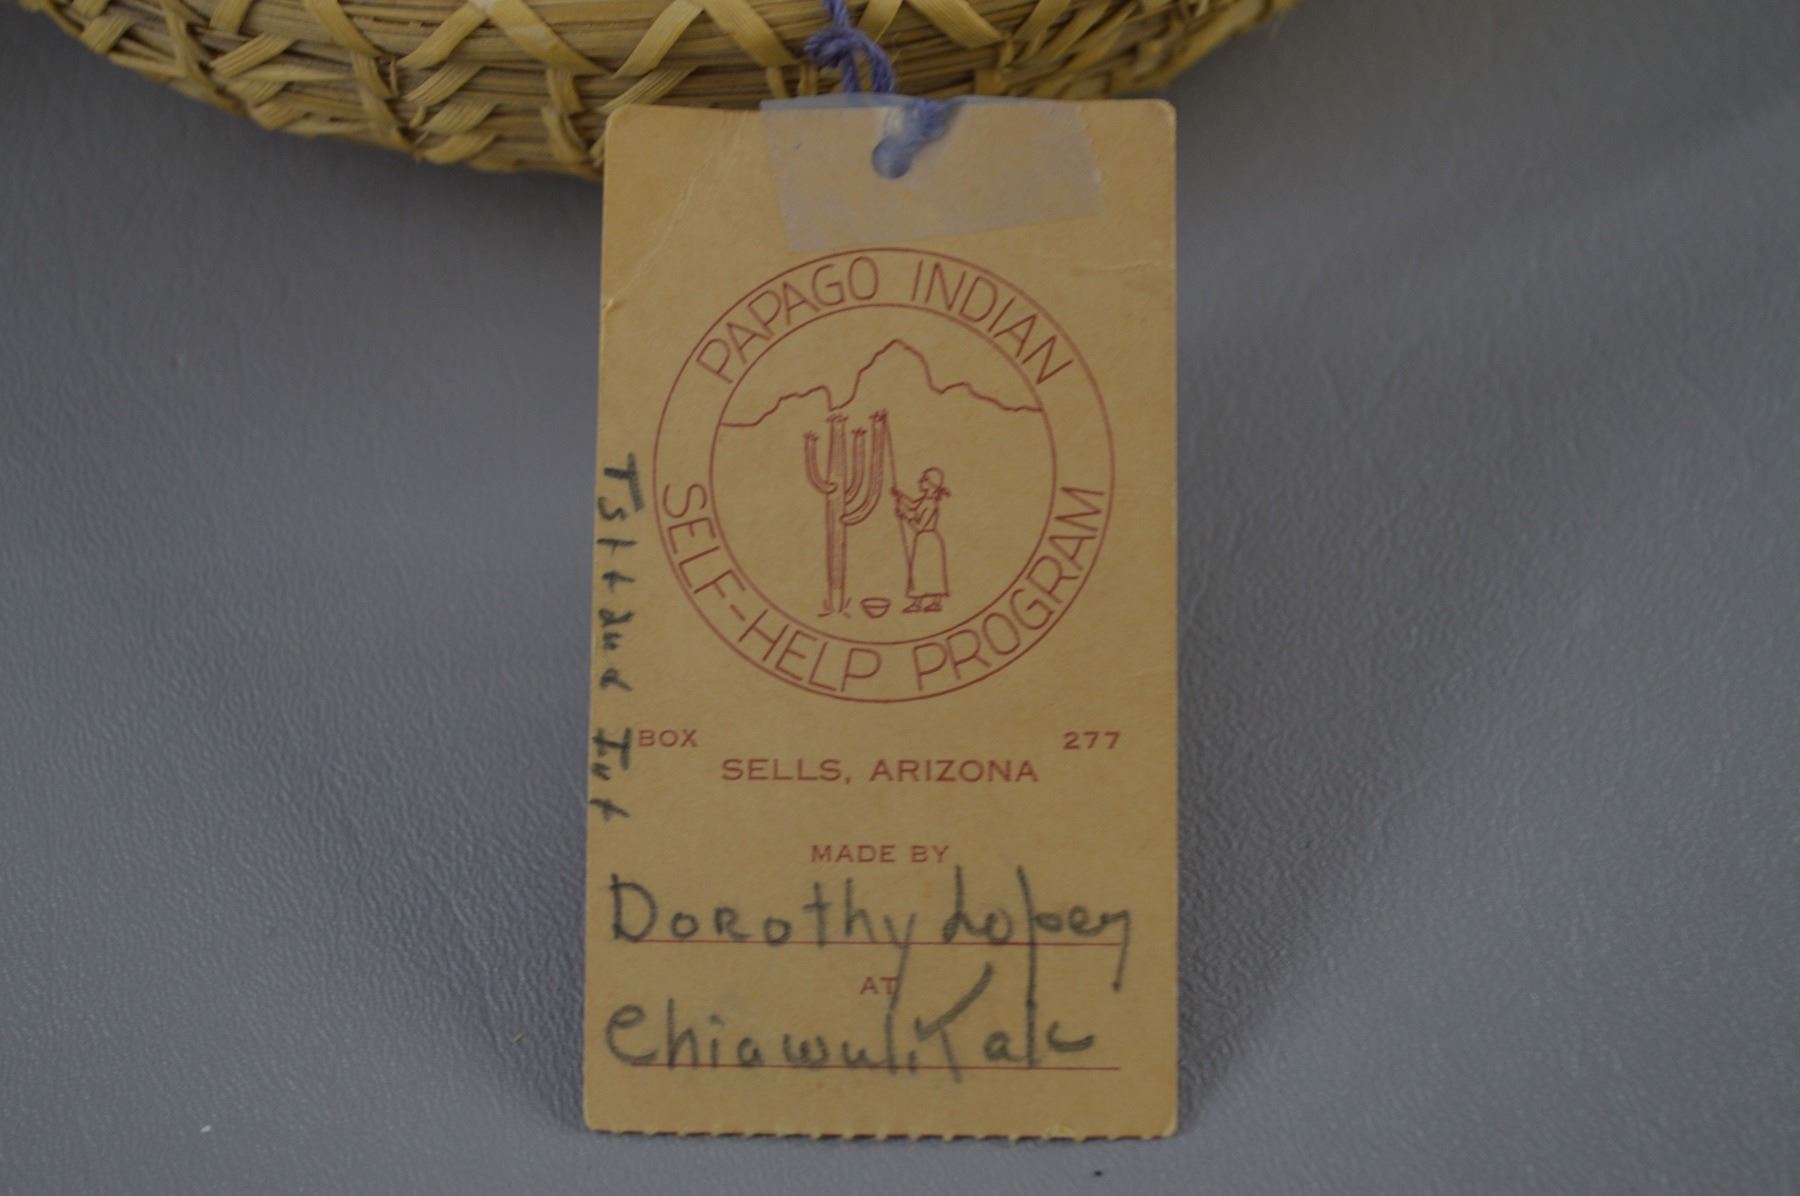 PAPAGO INDIAN
SELF-HELP PROGRAM
BOX 277
SELLS, ARIZONA
MADE BY
Dorothy Lopez
AT
Chiawuli Tak